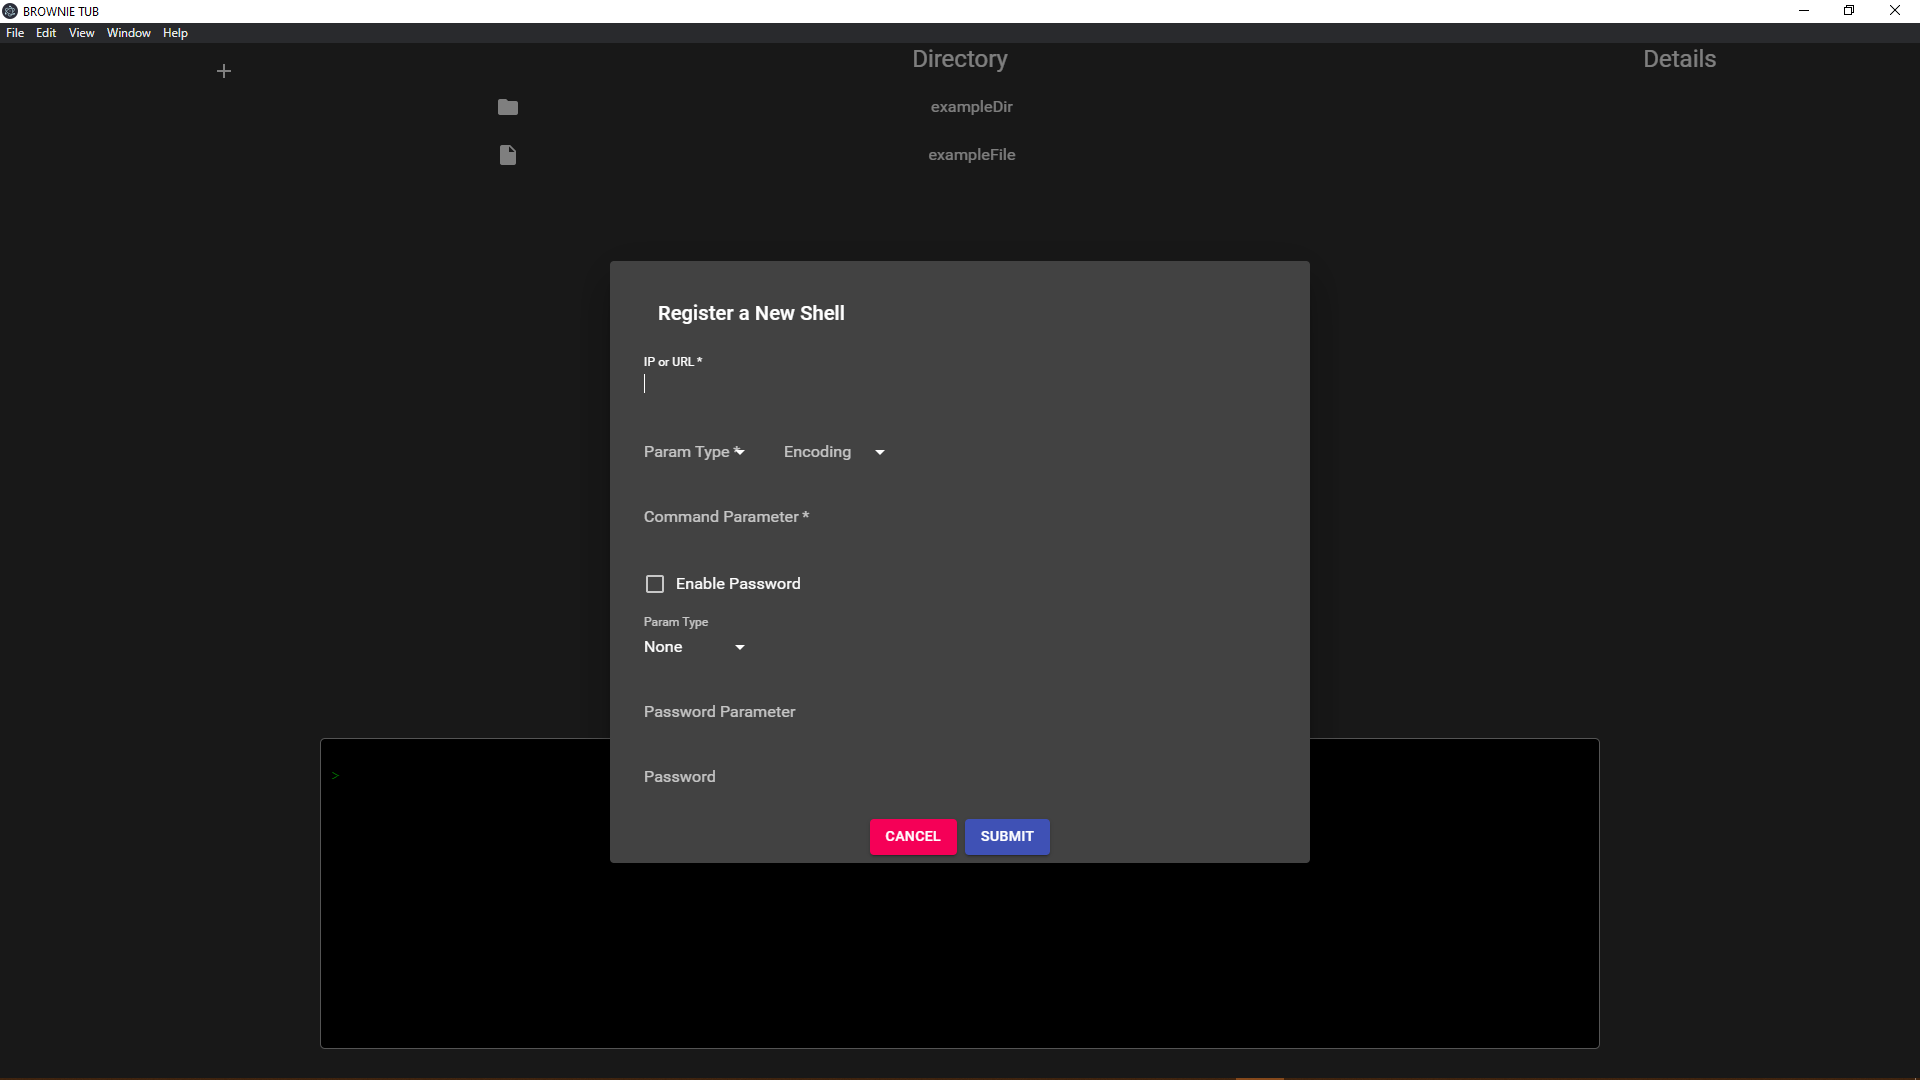 BROWNIE TUB
File Edit View Window Help
Directory
Details
exampleDir
exampleFile
Register a New Shell
IP or URL *
Param Type * Encoding
Command Parameter *
Enable Password
Param Type
None
Password Parameter
Password
>
CANCEL SUBMIT